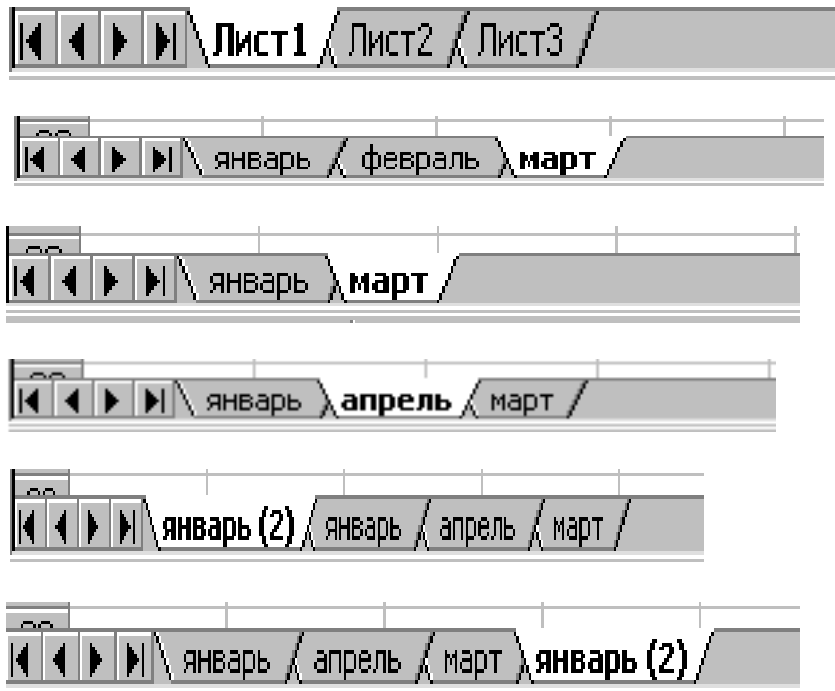 Лист1 Лист2 Лист3
январь февраль март
январь март
январь апрель март
январь (2) январь апрель март
январь апрель март январь (2)